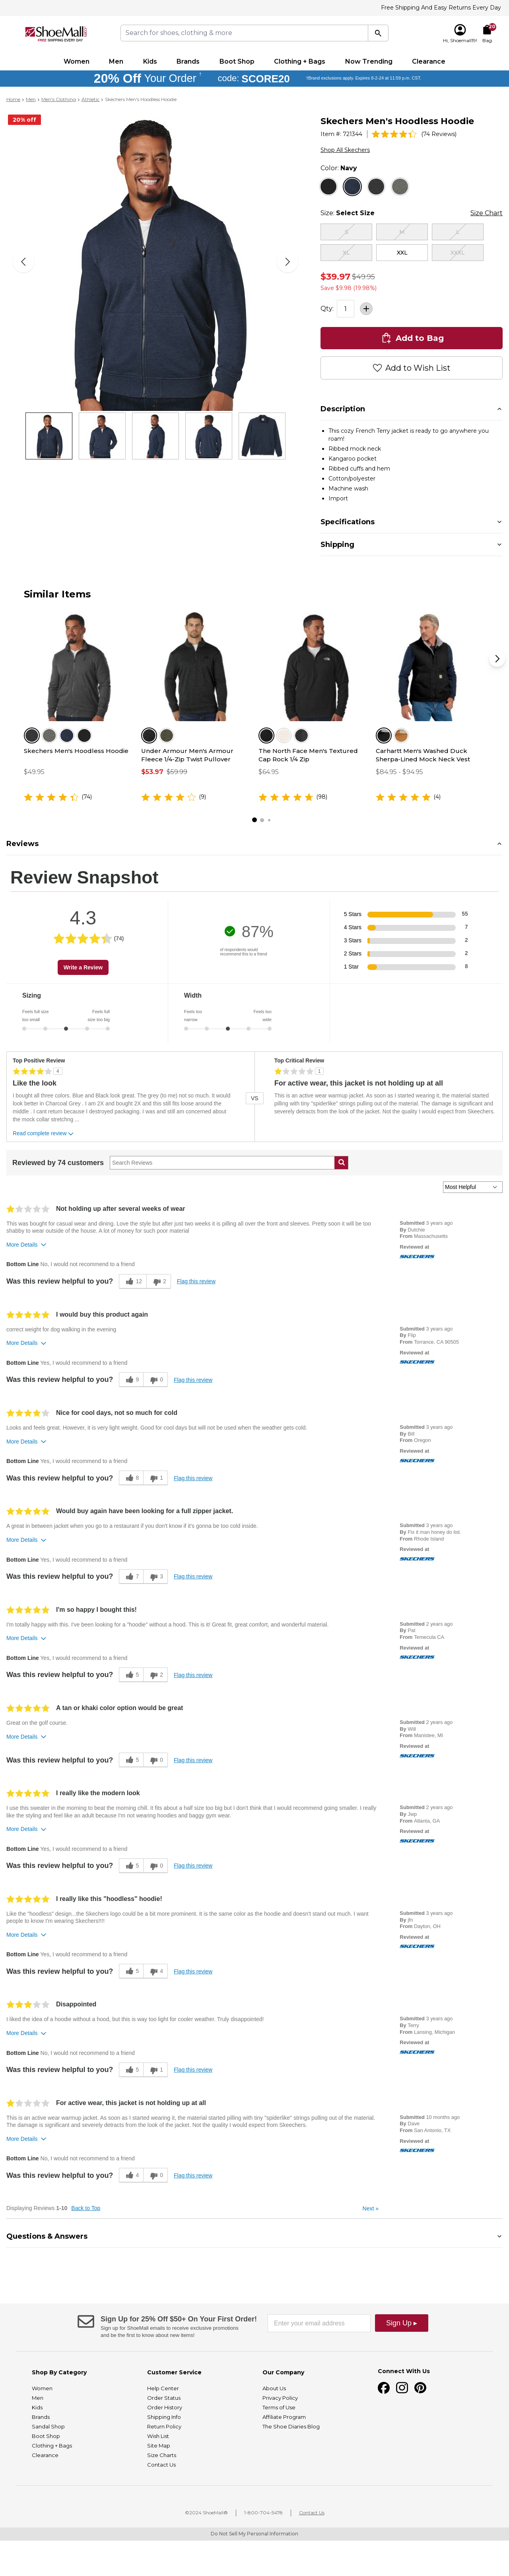 Free Shipping And Easy Returns Every Day
ShoeMall
FREE SHIPPING EVERY DAY
Search for shoes, clothing & more
Hi, Shoemall®!
Bag
Women
Men
Kids
Brands
Boot Shop
Clothing + Bags
Now Trending
Clearance
20% Off Your Order † code: SCORE20
†Brand exclusions apply. Expires 8-2-24 at 11:59 p.m. CST.
Home > Men > Men's Clothing > Athletic > Skechers Men's Hoodless Hoodie
20% off
Skechers Men's Hoodless Hoodie
Item #: 721344
(74 Reviews)
Shop All Skechers
Color: Navy
Size: Select Size
Size Chart
S
M
L
XL
XXL
XXXL
$39.97 $49.95
Save $9.98 (19.98%)
Qty:
1
Add to Bag
Add to Wish List
Description
This cozy French Terry jacket is ready to go anywhere you
roam!
Ribbed mock neck
Kangaroo pocket
Ribbed cuffs and hem
Cotton/polyester
Machine wash
Import
Specifications
Shipping
Similar Items
Skechers Men's Hoodless Hoodie
$49.95
(74)
Under Armour Men's Armour
Fleece 1/4-Zip Twist Pullover
$53.97 $59.99
(9)
The North Face Men's Textured
Cap Rock 1/4 Zip
$64.95
(98)
Carhartt Men's Washed Duck
Sherpa-Lined Mock Neck Vest
$84.95 - $94.95
(4)
Reviews
Review Snapshot
4.3
(74)
Write a Review
87%
of respondents would
recommend this to a friend
5 Stars 55
4 Stars 7
3 Stars 2
2 Stars 2
1 Star 8
Sizing
Feels full size
too small
Feels full
size too big
Width
Feels too
narrow
Feels too
wide
Top Positive Review
4
Like the look
I bought all three colors. Blue and Black look great. The grey (to me) not so much. It would
look better in Charcoal Grey . I am 2X and bought 2X and this still fits loose around the
middle . I cant return because I destroyed packaging. I was and still am concerned about
the mock collar stretchng ...
Read complete review
VS
Top Critical Review
1
For active wear, this jacket is not holding up at all
This is an active wear warmup jacket. As soon as I started wearing it, the material started
pilling with tiny "spiderlike" strings pulling out of the material. The damage is significant and
severely detracts from the look of the jacket. Not the quality I would expect from Skeechers.
Reviewed by 74 customers
Search Reviews
Most Helpful
Not holding up after several weeks of wear
This was bought for casual wear and dining. Love the style but after just two weeks it is pilling all over the front and sleeves. Pretty soon it will be too
shabby to wear outside of the house. A lot of money for such poor material
More Details
Bottom Line No, I would not recommend to a friend
Was this review helpful to you? 12 2 Flag this review
Submitted 3 years ago
By Dutchie
From Massachusetts
Reviewed at
SKECHERS
I would buy this product again
correct weight for dog walking in the evening
More Details
Bottom Line Yes, I would recommend to a friend
Was this review helpful to you? 9 0 Flag this review
Submitted 3 years ago
By Flip
From Torrance, CA 90505
Reviewed at
SKECHERS
Nice for cool days, not so much for cold
Looks and feels great. However, it is very light weight. Good for cool days but will not be used when the weather gets cold.
More Details
Bottom Line Yes, I would recommend to a friend
Was this review helpful to you? 8 1 Flag this review
Submitted 3 years ago
By Bill
From Oregon
Reviewed at
SKECHERS
Would buy again have been looking for a full zipper jacket.
A great in between jacket when you go to a restaurant if you don't know if it's gonna be too cold inside.
More Details
Bottom Line Yes, I would recommend to a friend
Was this review helpful to you? 7 3 Flag this review
Submitted 3 years ago
By Fix it man honey do list.
From Rhode Island
Reviewed at
SKECHERS
I'm so happy I bought this!
I'm totally happy with this. I've been looking for a "hoodie" without a hood. This is it! Great fit, great comfort, and wonderful material.
More Details
Bottom Line Yes, I would recommend to a friend
Was this review helpful to you? 5 2 Flag this review
Submitted 2 years ago
By Pat
From Temecula CA
Reviewed at
SKECHERS
A tan or khaki color option would be great
Great on the golf course.
More Details
Was this review helpful to you? 5 0 Flag this review
Submitted 2 years ago
By Will
From Manistee, MI
Reviewed at
SKECHERS
I really like the modern look
I use this sweater in the morning to beat the morning chill. It fits about a half size too big but I don't think that I would recommend going smaller. I really
like the styling and feel like an adult because I'm not wearing hoodies and baggy gym wear.
More Details
Bottom Line Yes, I would recommend to a friend
Was this review helpful to you? 5 0 Flag this review
Submitted 2 years ago
By Jwp
From Atlanta, GA
Reviewed at
SKECHERS
I really like this "hoodless" hoodie!
Like the "hoodless" design...the Skechers logo could be a bit more prominent. It is the same color as the hoodie and doesn't stand out much. I want
people to know I'm wearing Skechers!!!!
More Details
Bottom Line Yes, I would recommend to a friend
Was this review helpful to you? 5 4 Flag this review
Submitted 3 years ago
By jfn
From Dayton, OH
Reviewed at
SKECHERS
Disappointed
I liked the idea of a hoodie without a hood, but this is way too light for cooler weather. Truly disappointed!
More Details
Bottom Line No, I would not recommend to a friend
Was this review helpful to you? 5 1 Flag this review
Submitted 3 years ago
By Terry
From Lansing, Michigan
Reviewed at
SKECHERS
For active wear, this jacket is not holding up at all
This is an active wear warmup jacket. As soon as I started wearing it, the material started pilling with tiny "spiderlike" strings pulling out of the material.
The damage is significant and severely detracts from the look of the jacket. Not the quality I would expect from Skeechers.
More Details
Bottom Line No, I would not recommend to a friend
Was this review helpful to you? 4 0 Flag this review
Submitted 10 months ago
By Dave
From San Antonio, TX
Reviewed at
SKECHERS
Displaying Reviews 1-10 Back to Top
Next »
Questions & Answers
Sign Up for 25% Off $50+ On Your First Order!
Sign up for ShoeMall emails to receive exclusive promotions
and be the first to know about new items!
Enter your email address
Sign Up ▸
Shop By Category
Women
Men
Kids
Brands
Sandal Shop
Boot Shop
Clothing + Bags
Clearance
Customer Service
Help Center
Order Status
Order History
Shipping Info
Return Policy
Wish List
Site Map
Size Charts
Contact Us
Our Company
About Us
Privacy Policy
Terms of Use
Affiliate Program
The Shoe Diaries Blog
Connect With Us
©2024 ShoeMall®
1-800-704-5478
Contact Us
Do Not Sell My Personal Information